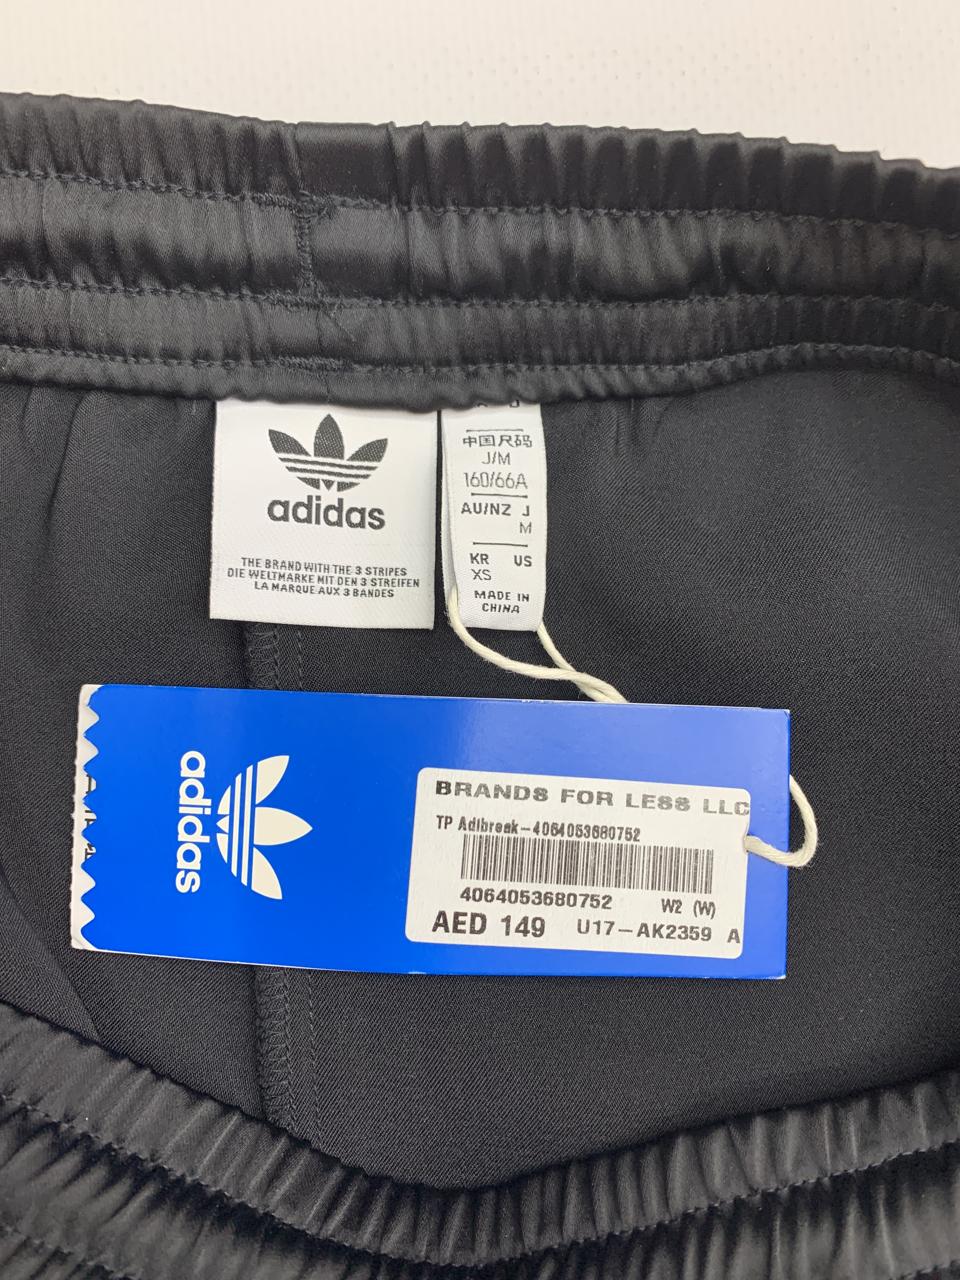 adidas
THE BRAND WITH THE 3 STRIPES
DIE WELTMARKE MIT DEN 3 STREIFEN
LA MARQUE AUX 3 BANDES
中国尺码
J/M
160/66A
AU/NZ J
M
KR US
XS
MADE IN
CHINA
adidas
BRANDS FOR LESS LLC
TP Adibreak-4064053680752
4064053680752 W2 (W)
AED 149 U17-AK2359 A